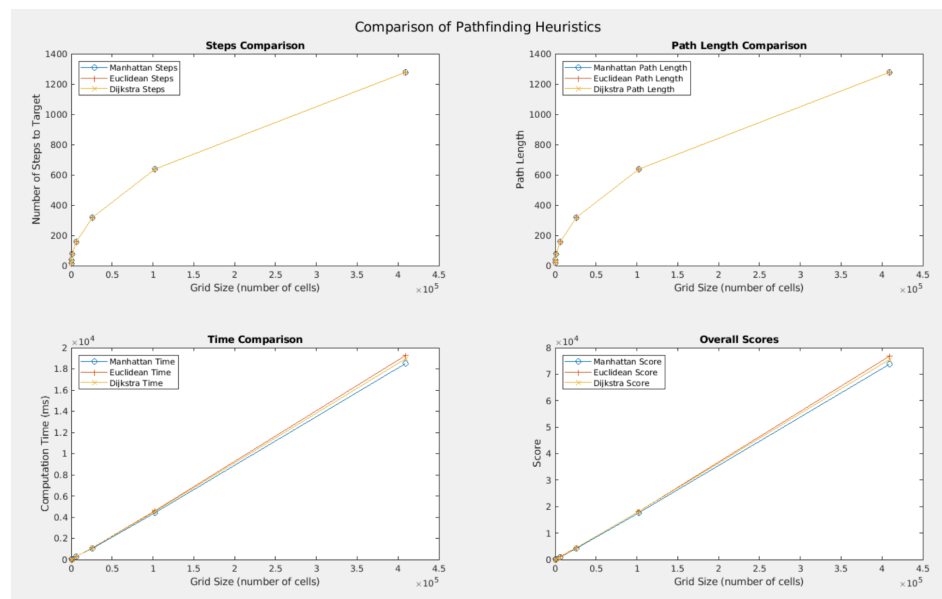 Comparison of Pathfinding Heuristics
Steps Comparison
Manhattan Steps
Euclidean Steps
Dijkstra Steps
Number of Steps to Target
1400
1200
1000
800
600
400
200
0
0 0.5 1 1.5 2 2.5 3 3.5 4 4.5
Grid Size (number of cells)
×10^5
Path Length Comparison
Manhattan Path Length
Euclidean Path Length
Dijkstra Path Length
Path Length
1400
1200
1000
800
600
400
200
0
0 0.5 1 1.5 2 2.5 3 3.5 4 4.5
Grid Size (number of cells)
×10^5
Time Comparison
×10^4
Manhattan Time
Euclidean Time
Dijkstra Time
Computation Time (ms)
2
1.8
1.6
1.4
1.2
1
0.8
0.6
0.4
0.2
0
0 0.5 1 1.5 2 2.5 3 3.5 4 4.5
Grid Size (number of cells)
×10^5
Overall Scores
×10^4
Manhattan Score
Euclidean Score
Dijkstra Score
Score
8
7
6
5
4
3
2
1
0
0 0.5 1 1.5 2 2.5 3 3.5 4 4.5
Grid Size (number of cells)
×10^5